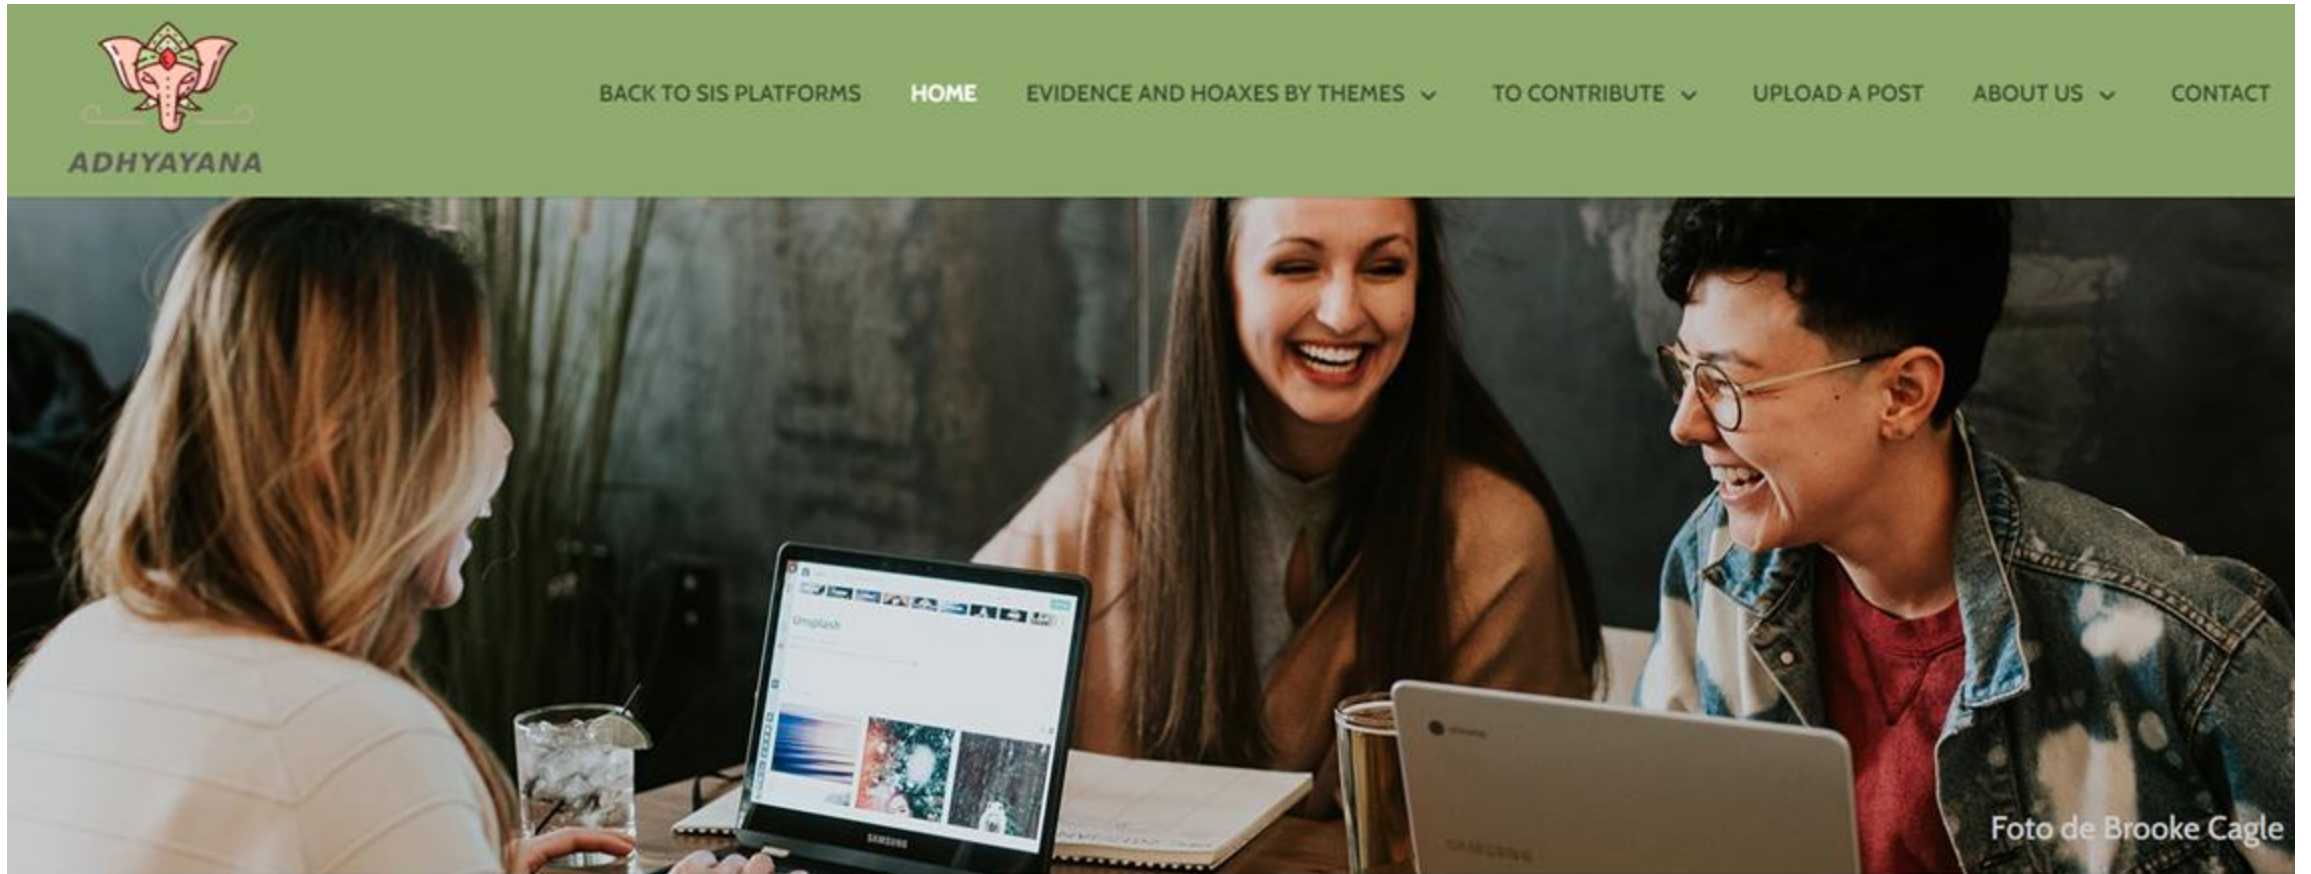 BACK TO SIS PLATFORMS HOME EVIDENCE AND HOAXES BY THEMES TO CONTRIBUTE UPLOAD A POST ABOUT US CONTACT
ADHYAYANA
Unsplash
SAMSUNG
SAMSUNG
Foto de Brooke Cagle